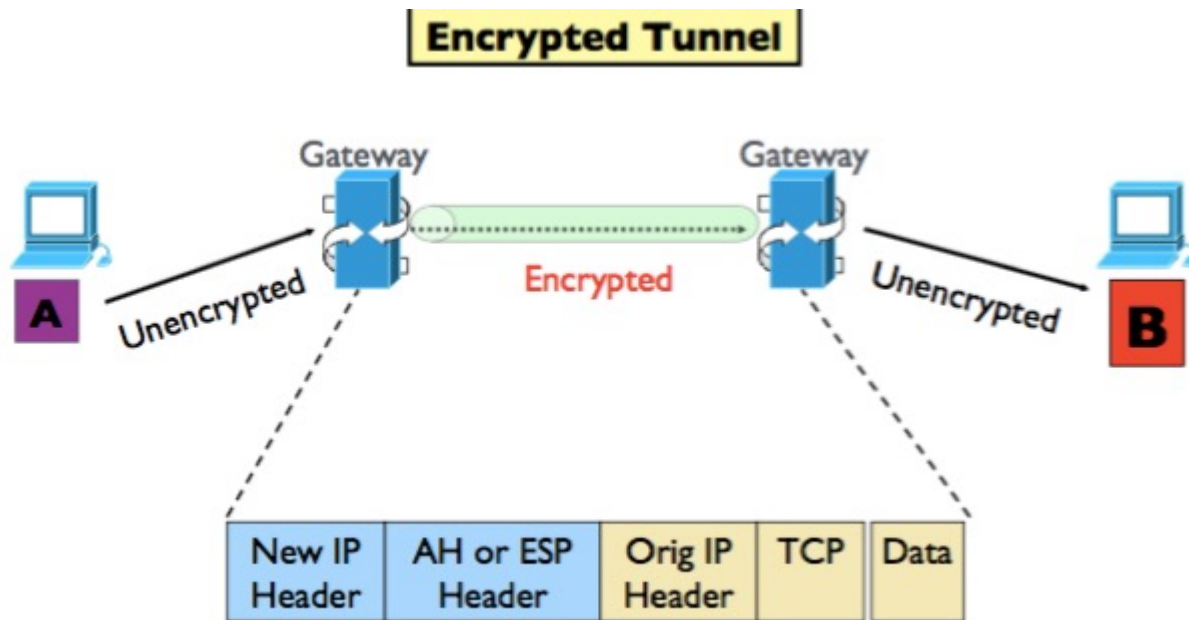 Encrypted Tunnel
Gateway
Gateway
A
Unencrypted
Encrypted
Unencrypted
B
New IP
Header
AH or ESP
Header
Orig IP
Header
TCP
Data